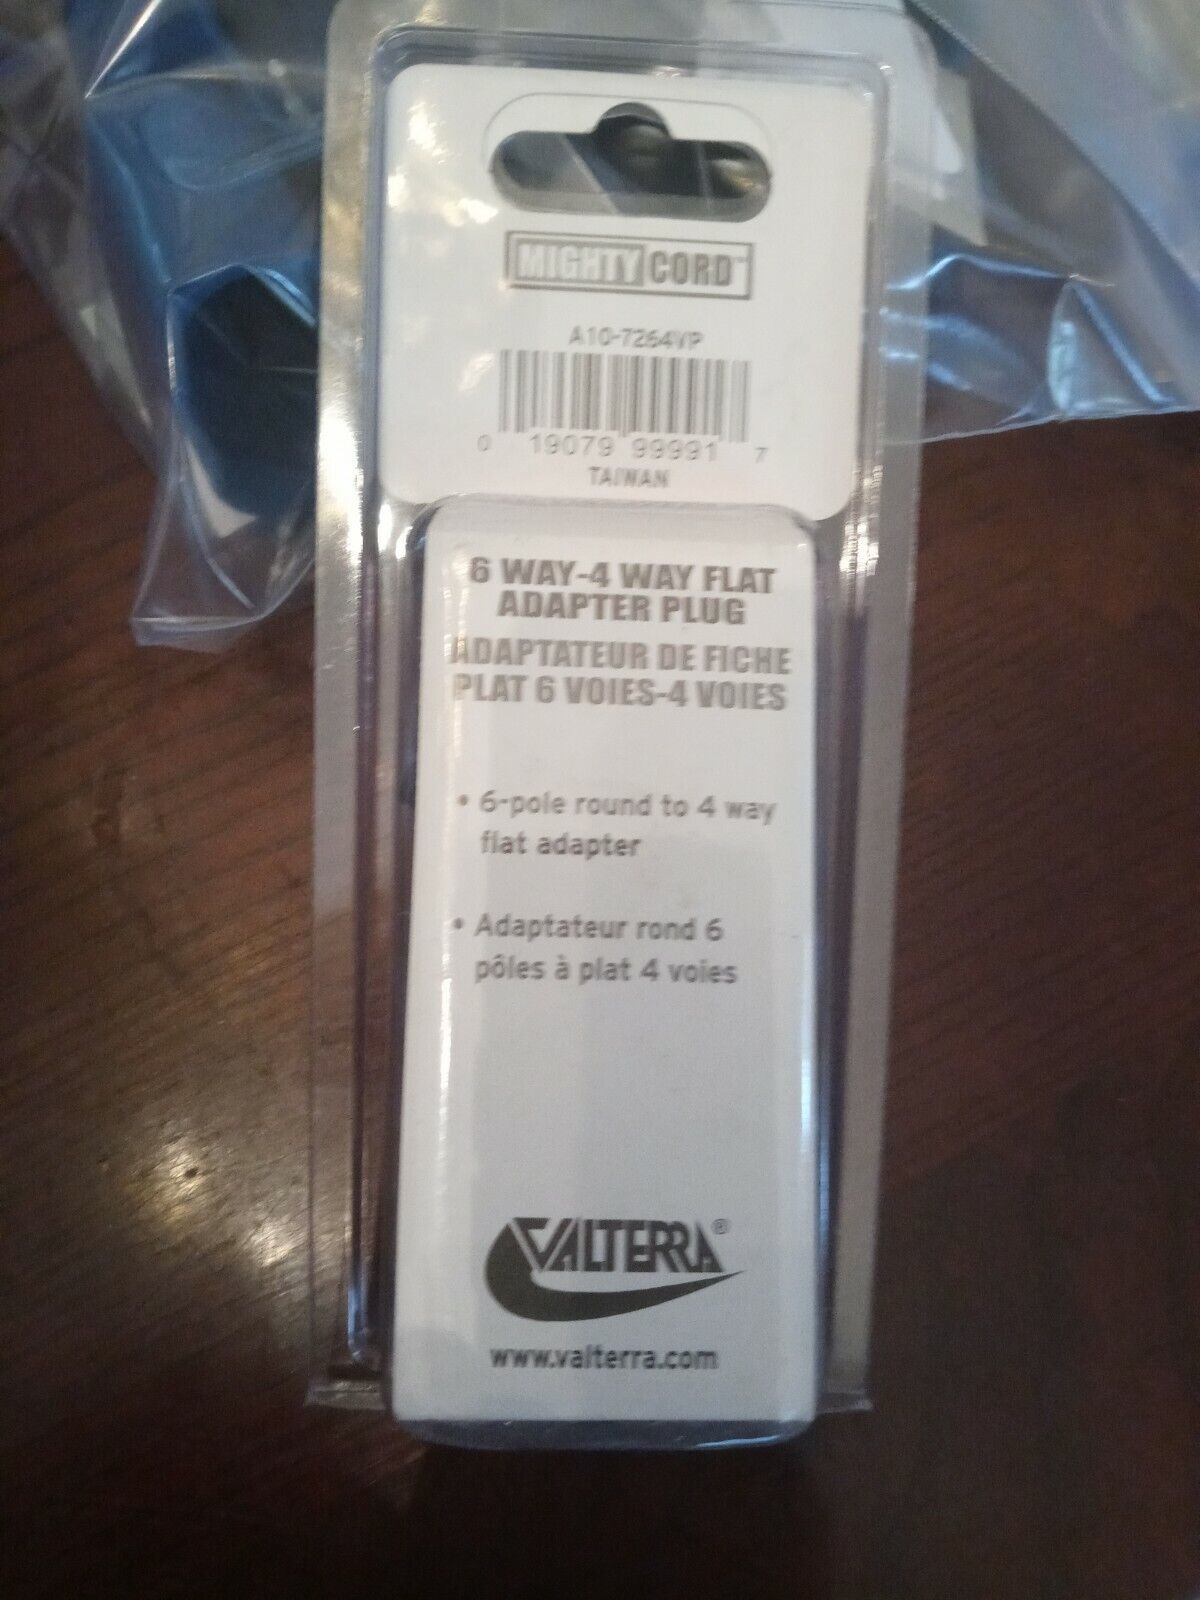 MIGHTY CORD™
A10-7264VP
0 19079 99991 7
TAIWAN
6 WAY-4 WAY FLAT
ADAPTER PLUG
ADAPTATEUR DE FICHE
PLAT 6 VOIES-4 VOIES
• 6-pole round to 4 way
flat adapter
• Adaptateur rond 6
pôles à plat 4 voies
VALTERRA®
www.valterra.com